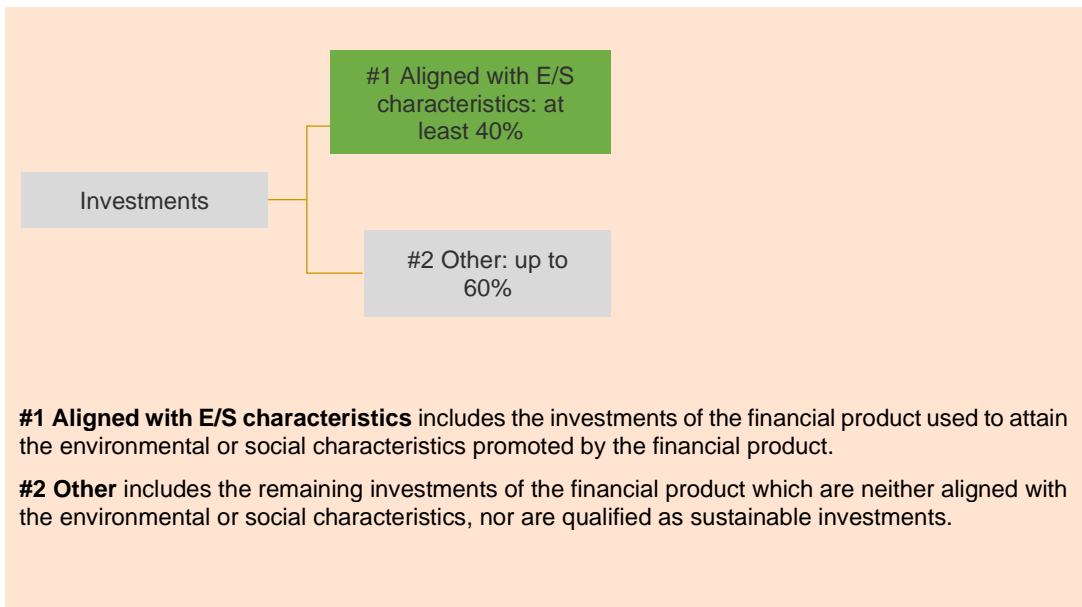 #1 Aligned with E/S
characteristics: at
least 40%
Investments
#2 Other: up to
60%
#1 Aligned with E/S characteristics includes the investments of the financial product used to attain
the environmental or social characteristics promoted by the financial product.
#2 Other includes the remaining investments of the financial product which are neither aligned with
the environmental or social characteristics, nor are qualified as sustainable investments.